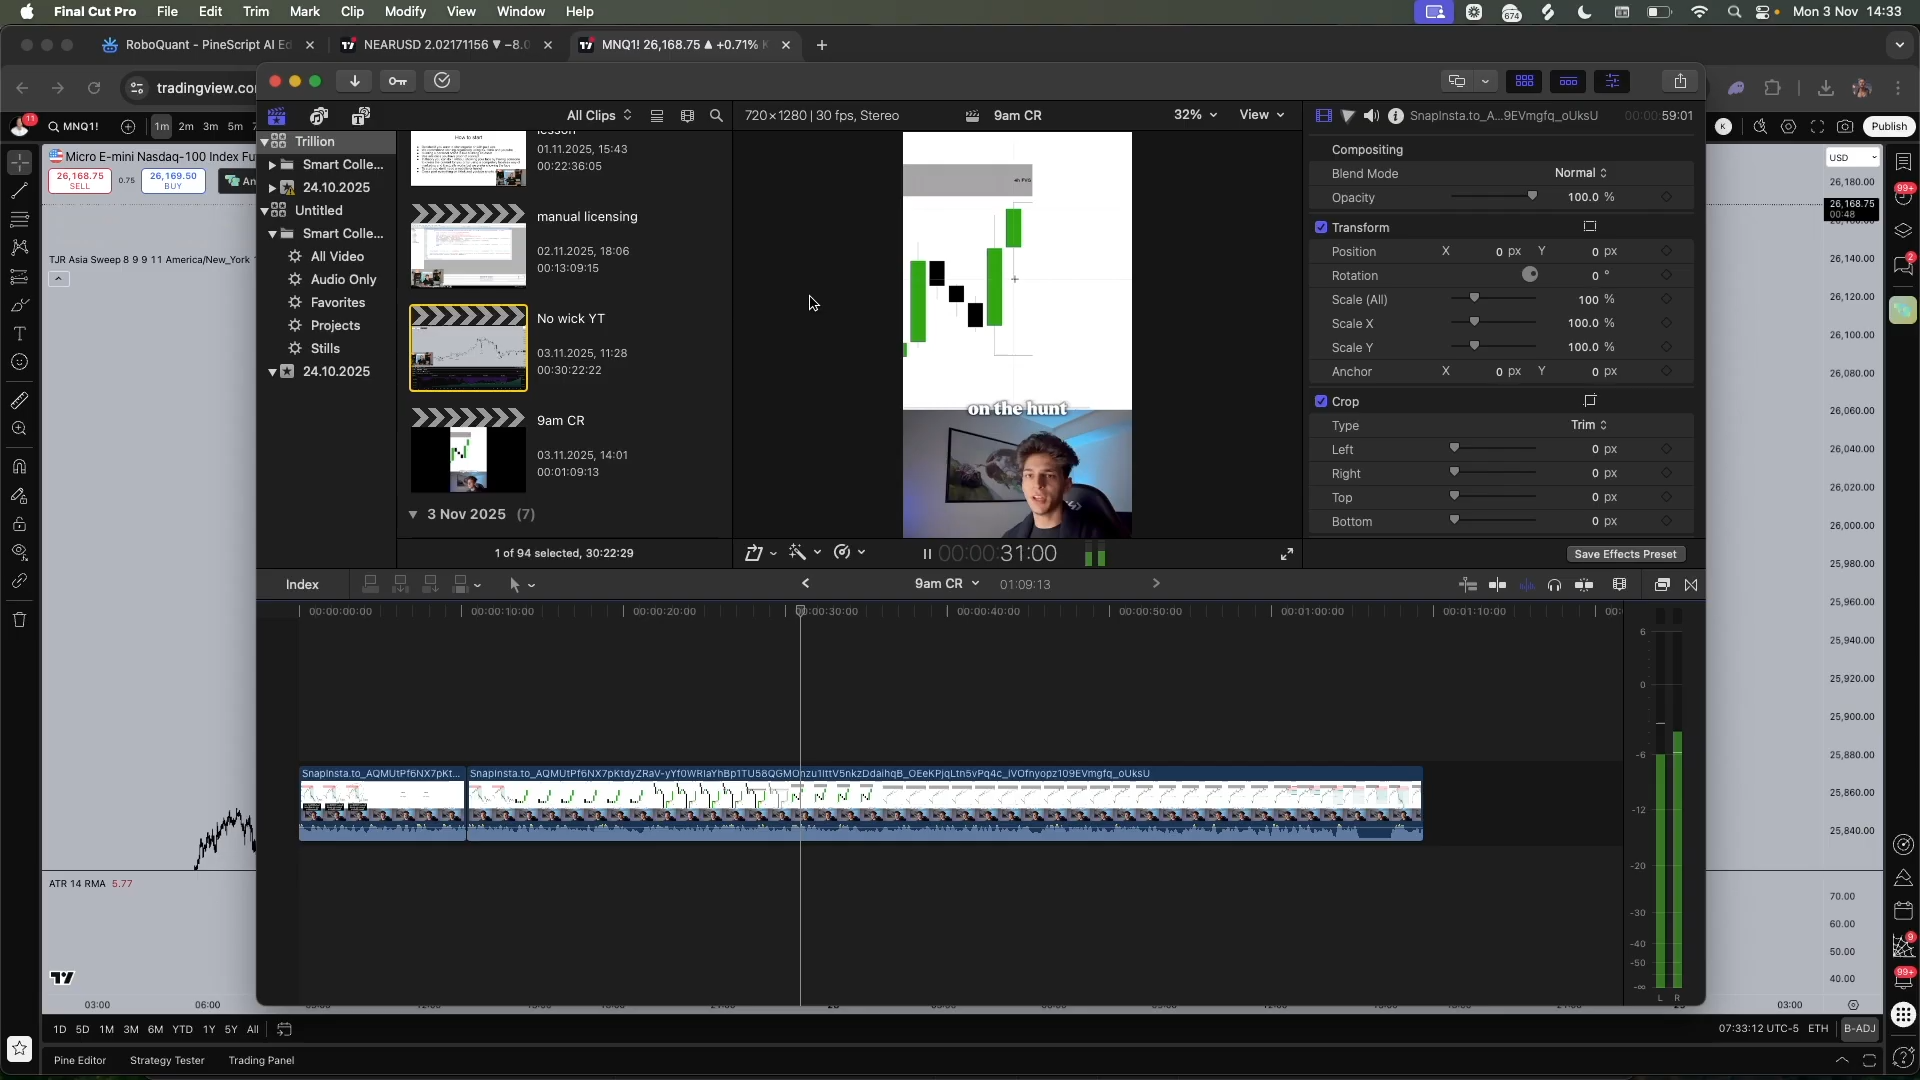 Final Cut Pro File Edit Trim Mark Clip Modify View Window Help
674
Mon 3 Nov 14:33
RoboQuant - PineScript AI Ed
NEARUSD 2.02171156 ▼ −8.0
MNQ1! 26,168.75 ▲ +0.71%
tradingview.co
11
MNQ1!
1m 2m 3m 5m
Publish
Micro E-mini Nasdaq-100 Index Fu
26,168.75
SELL
0.75
26,169.50
BUY
TJR Asia Sweep 8 9 9 11 America/New_York
ATR 14 RMA 5.77
03:00 06:00
1D 5D 1M 3M 6M YTD 1Y 5Y All
Pine Editor Strategy Tester Trading Panel
Trillion
Smart Colle...
24.10.2025
Untitled
Smart Colle...
All Video
Audio Only
Favorites
Projects
Stills
24.10.2025
All Clips
How to start
lesson
01.11.2025, 15:43
00:22:36:05
manual licensing
02.11.2025, 18:06
00:13:09:15
No wick YT
03.11.2025, 11:28
00:30:22:22
9am CR
03.11.2025, 14:01
00:01:09:13
3 Nov 2025 (7)
1 of 94 selected, 30:22:29
720×1280 | 30 fps, Stereo
9am CR
32%
View
on the hunt
00:00:31:00
SnapInsta.to_A...9EVmgfq_oUksU
00:00:59:01
Compositing
Blend Mode Normal
Opacity 100.0 %
Transform
Position X 0 px Y 0 px
Rotation 0 °
Scale (All) 100 %
Scale X 100.0 %
Scale Y 100.0 %
Anchor X 0 px Y 0 px
Crop
Type Trim
Left 0 px
Right 0 px
Top 0 px
Bottom 0 px
Save Effects Preset
Index
9am CR 01:09:13
00:00:00:00 00:00:10:00 00:00:20:00 00:00:30:00 00:00:40:00 00:00:50:00 00:01:00:00 00:01:10:00 00:
SnapInsta.to_AQMUtPf6NX7pKt...
SnapInsta.to_AQMUtPf6NX7pKtdyZRaV-yYf0WRIaYhBp1TU58QGMOnzu1IttV5nkzDdaihqB_OEeKPjqLtn5vPq4c_IVOfnyopz109EVmgfq_oUksU
6
0
-6
-12
-20
-30
-40
-50
-∞
L R
USD
26,180.00
26,168.75
00:48
26,140.00
26,120.00
26,100.00
26,080.00
26,060.00
26,040.00
26,020.00
26,000.00
25,980.00
25,960.00
25,940.00
25,920.00
25,900.00
25,880.00
25,860.00
25,840.00
70.00
60.00
50.00
40.00
03:00
07:33:12 UTC-5 ETH B-ADJ
99+
2
9
99+
K